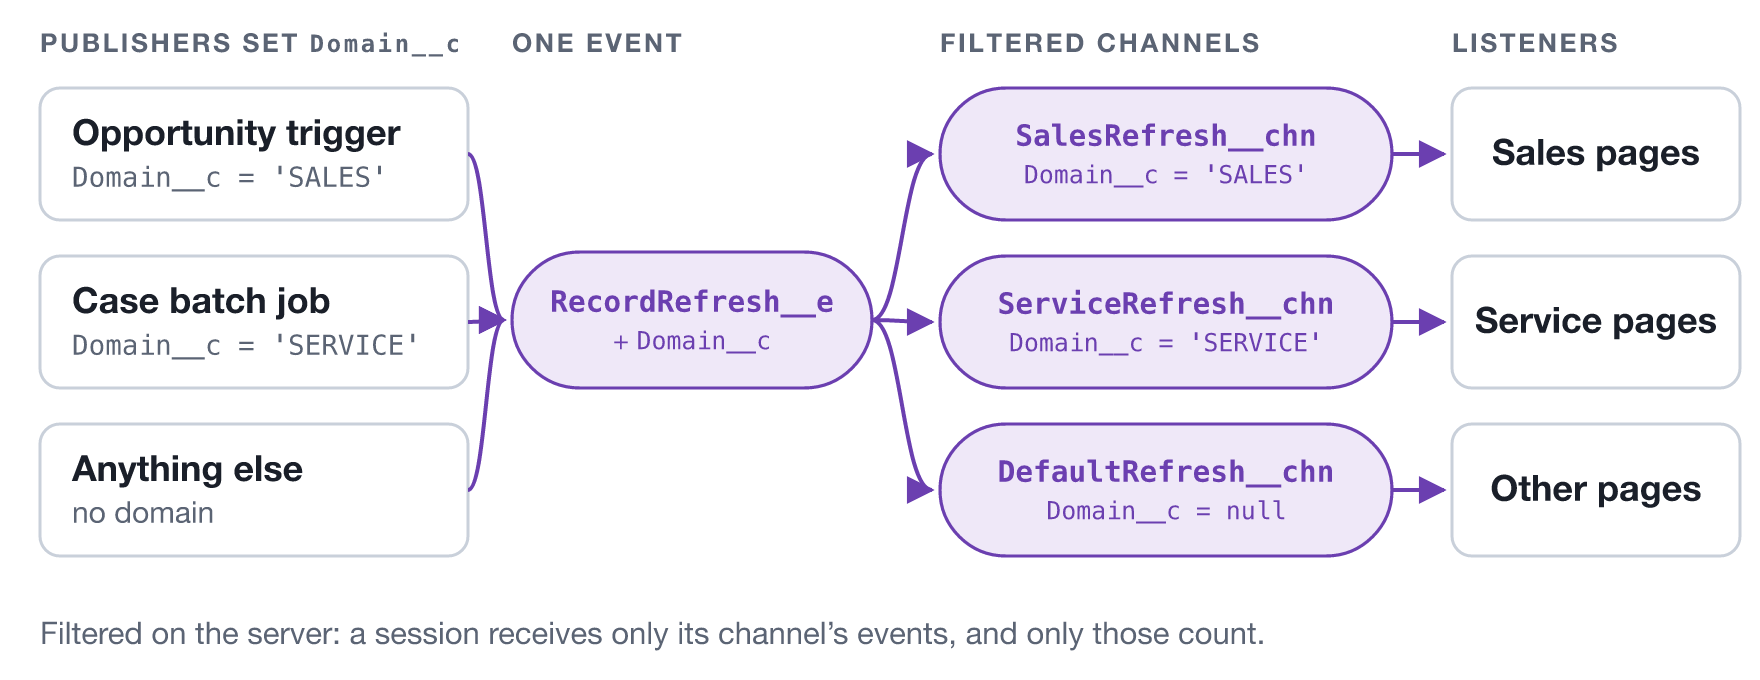 PUBLISHERS SET Domain__c
ONE EVENT
FILTERED CHANNELS
LISTENERS
Opportunity trigger
Domain__c = 'SALES'
Case batch job
Domain__c = 'SERVICE'
Anything else
no domain
RecordRefresh__e
+ Domain__c
SalesRefresh__chn
Domain__c = 'SALES'
ServiceRefresh__chn
Domain__c = 'SERVICE'
DefaultRefresh__chn
Domain__c = null
Sales pages
Service pages
Other pages
Filtered on the server: a session receives only its channel’s events, and only those count.